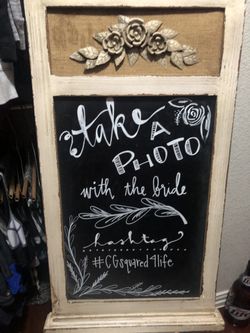 take
A
PHOTO
with the bride
hashtag
#CGsquared4life